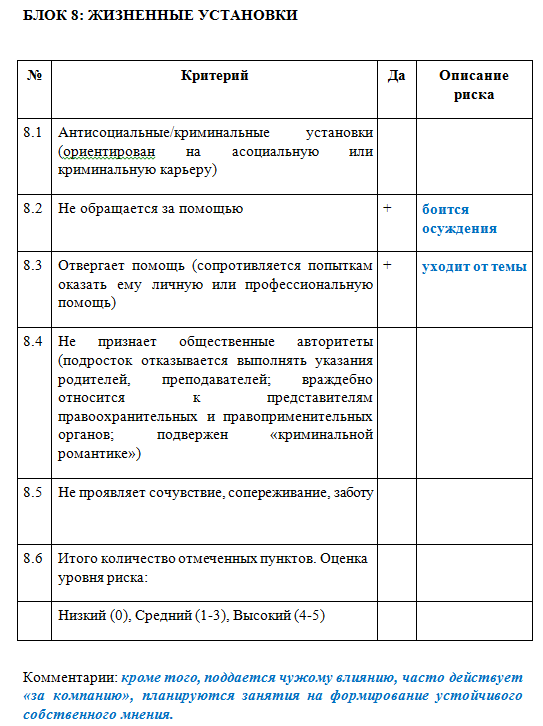 БЛОК 8: ЖИЗНЕННЫЕ УСТАНОВКИ
№ Критерий Да Описание
риска
8.1 Антисоциальные/криминальные установки
(ориентирован на асоциальную или
криминальную карьеру)
8.2 Не обращается за помощью + боится
осуждения
8.3 Отвергает помощь (сопротивляется попыткам + уходит от темы
оказать ему личную или профессиональную
помощь)
8.4 Не признает общественные авторитеты
(подросток отказывается выполнять указания
родителей, преподавателей; враждебно
относится к представителям
правоохранительных и правоприменительных
органов; подвержен «криминальной
романтике»)
8.5 Не проявляет сочувствие, сопереживание, заботу
8.6 Итого количество отмеченных пунктов. Оценка
уровня риска:
Низкий (0), Средний (1-3), Высокий (4-5)
Комментарии: кроме того, поддается чужому влиянию, часто действует
«за компанию», планируются занятия на формирование устойчивого
собственного мнения.